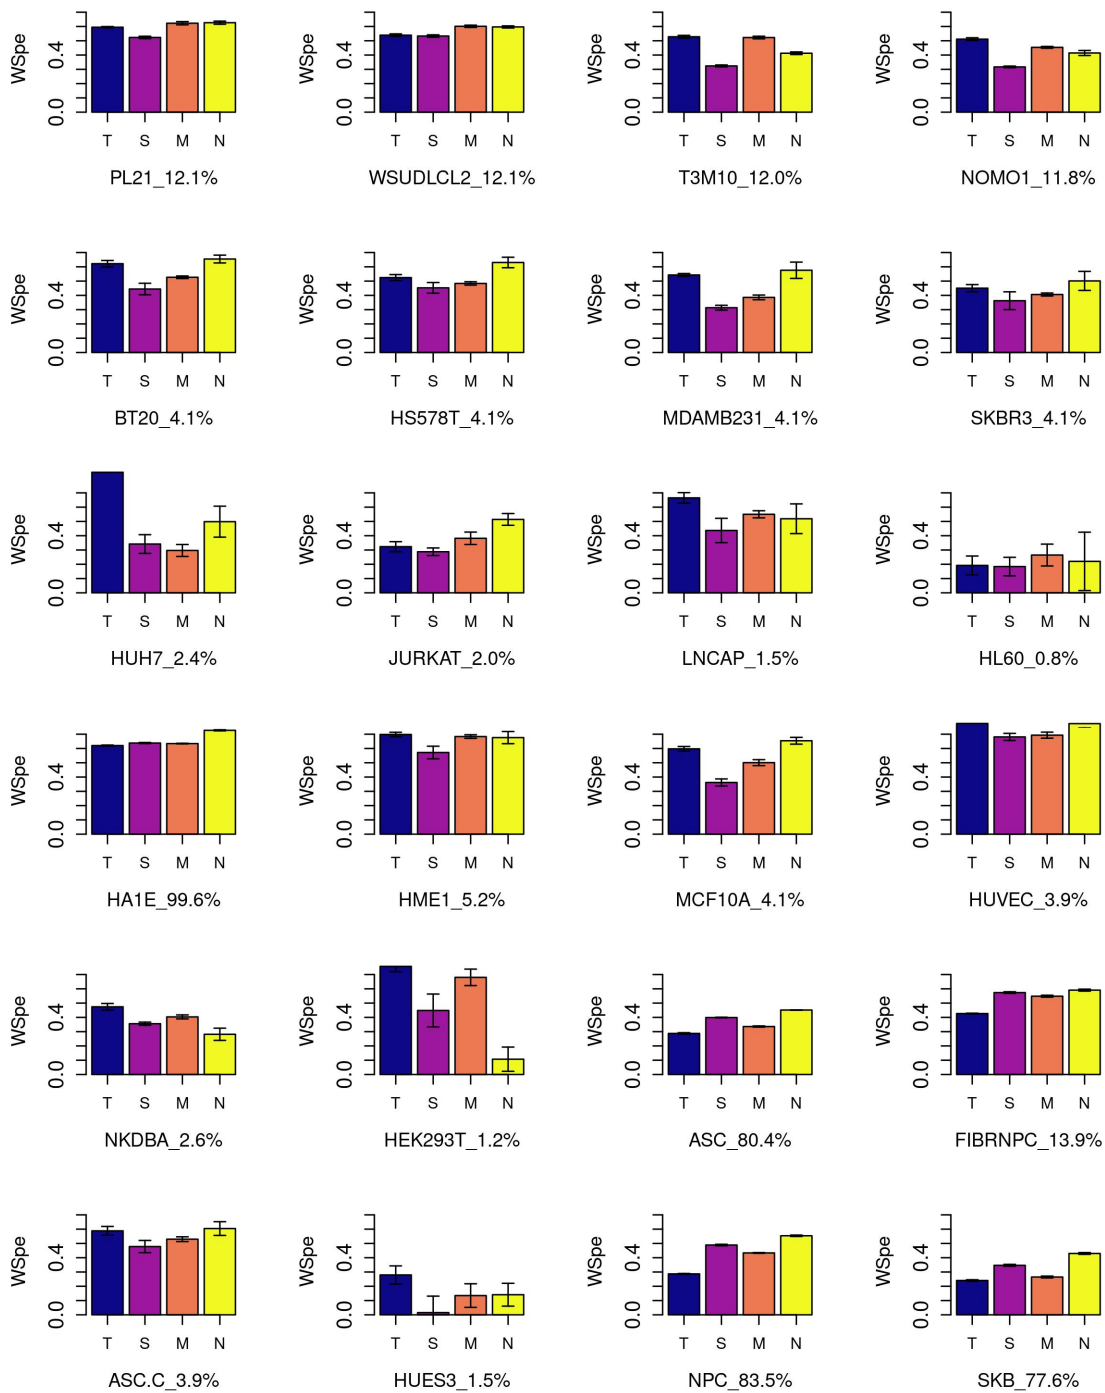 WSpe 0.0 0.4 WSpe 0.0 0.4 WSpe 0.0 0.4 WSpe 0.0 0.4
T S M N T S M N T S M N T S M N
PL21_12.1% WSUDLCL2_12.1% T3M10_12.0% NOMO1_11.8%
WSpe 0.0 0.4 WSpe 0.0 0.4 WSpe 0.0 0.4 WSpe 0.0 0.4
T S M N T S M N T S M N T S M N
BT20_4.1% HS578T_4.1% MDAMB231_4.1% SKBR3_4.1%
WSpe 0.0 0.4 WSpe 0.0 0.4 WSpe 0.0 0.4 WSpe 0.0 0.4
T S M N T S M N T S M N T S M N
HUH7_2.4% JURKAT_2.0% LNCAP_1.5% HL60_0.8%
WSpe 0.0 0.4 WSpe 0.0 0.4 WSpe 0.0 0.4 WSpe 0.0 0.4
T S M N T S M N T S M N T S M N
HA1E_99.6% HME1_5.2% MCF10A_4.1% HUVEC_3.9%
WSpe 0.0 0.4 WSpe 0.0 0.4 WSpe 0.0 0.4 WSpe 0.0 0.4
T S M N T S M N T S M N T S M N
NKDBA_2.6% HEK293T_1.2% ASC_80.4% FIBRNPC_13.9%
WSpe 0.0 0.4 WSpe 0.0 0.4 WSpe 0.0 0.4 WSpe 0.0 0.4
T S M N T S M N T S M N T S M N
ASC.C_3.9% HUES3_1.5% NPC_83.5% SKB_77.6%